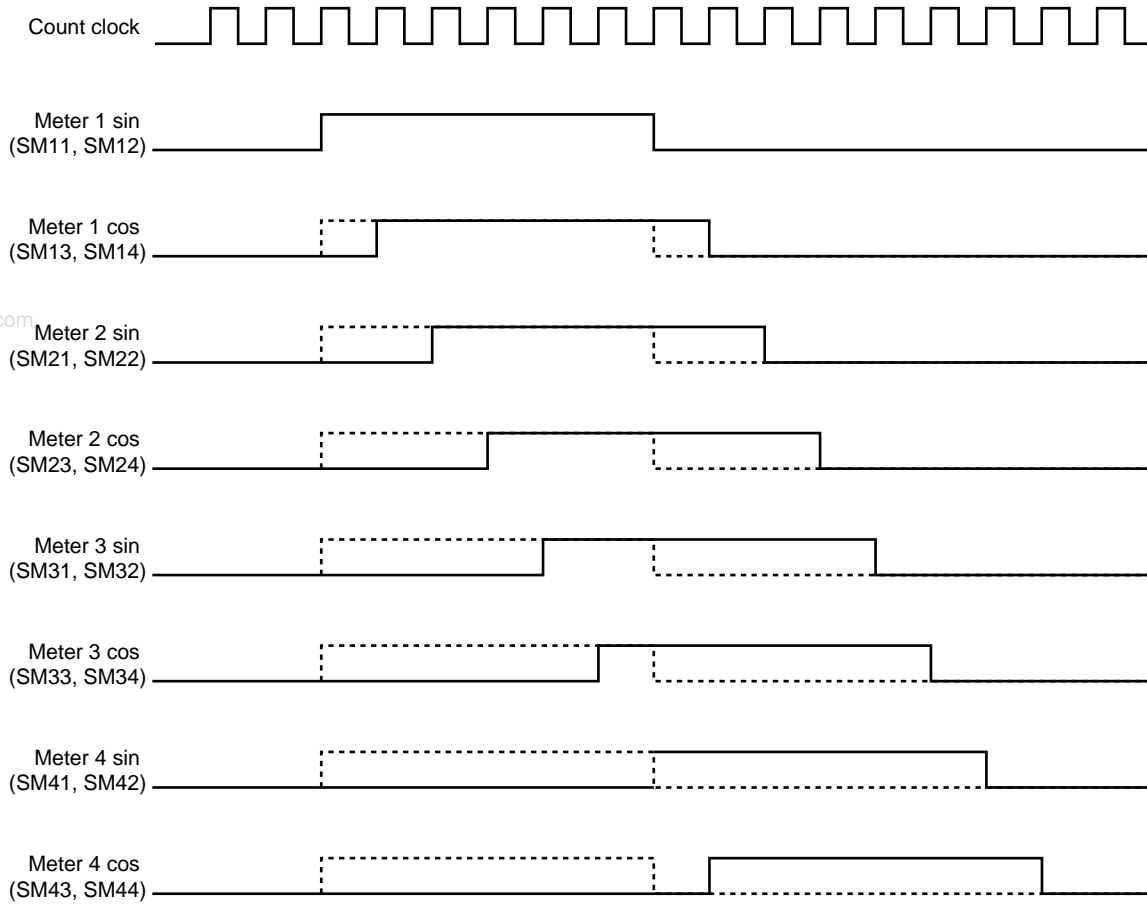 Count clock
Meter 1 sin
(SM11, SM12)
Meter 1 cos
(SM13, SM14)
com
Meter 2 sin
(SM21, SM22)
Meter 2 cos
(SM23, SM24)
Meter 3 sin
(SM31, SM32)
Meter 3 cos
(SM33, SM34)
Meter 4 sin
(SM41, SM42)
Meter 4 cos
(SM43, SM44)